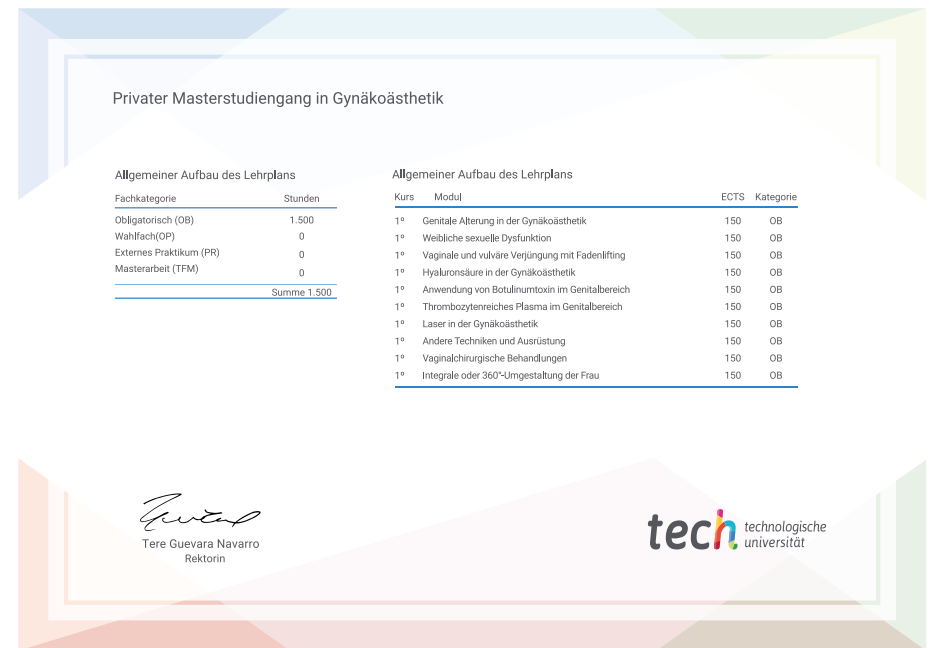 Privater Masterstudiengang in Gynäkoästhetik
Allgemeiner Aufbau des Lehrplans
Fachkategorie Stunden
Obligatorisch (OB) 1.500
Wahlfach(OP) 0
Externes Praktikum (PR) 0
Masterarbeit (TFM) 0
Summe 1.500
Allgemeiner Aufbau des Lehrplans
Kurs Modul ECTS Kategorie
1º Genitale Alterung in der Gynäkoästhetik 150 OB
1º Weibliche sexuelle Dysfunktion 150 OB
1º Vaginale und vulväre Verjüngung mit Fadenlifting 150 OB
1º Hyaluronsäure in der Gynäkoästhetik 150 OB
1º Anwendung von Botulinumtoxin im Genitalbereich 150 OB
1º Thrombozytenreiches Plasma im Genitalbereich 150 OB
1º Laser in der Gynäkoästhetik 150 OB
1º Andere Techniken und Ausrüstung 150 OB
1º Vaginalchirurgische Behandlungen 150 OB
1º Integrale oder 360°-Umgestaltung der Frau 150 OB
Tere Guevara Navarro
Rektorin
tech technologische
universität